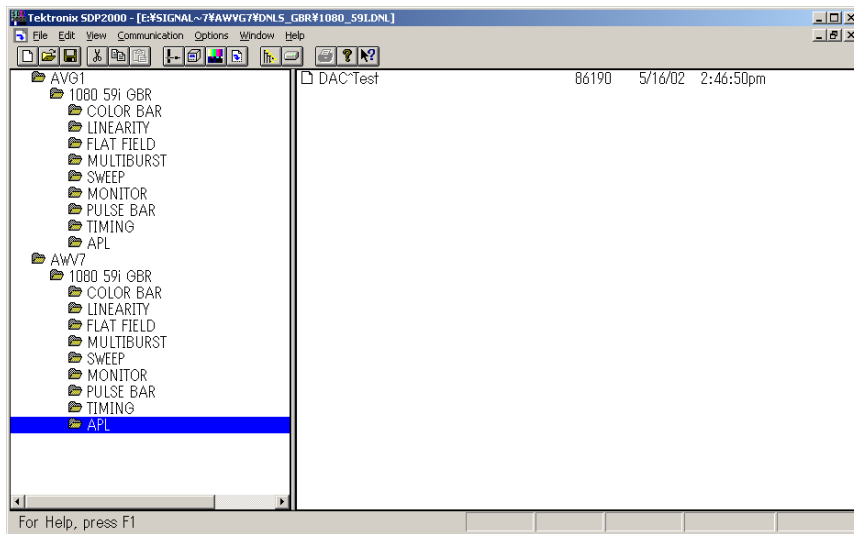 Tektronix SDP2000 - [E:¥SIGNAL~7¥AWVG7¥DNLS_GBR¥1080_59I.DNL]
File Edit View Communication Options Window Help
AVG1
1080 59i GBR
COLOR BAR
LINEARITY
FLAT FIELD
MULTIBURST
SWEEP
MONITOR
PULSE BAR
TIMING
APL
AWV7
1080 59i GBR
COLOR BAR
LINEARITY
FLAT FIELD
MULTIBURST
SWEEP
MONITOR
PULSE BAR
TIMING
APL
DAC^Test 86190 5/16/02 2:46:50pm
For Help, press F1